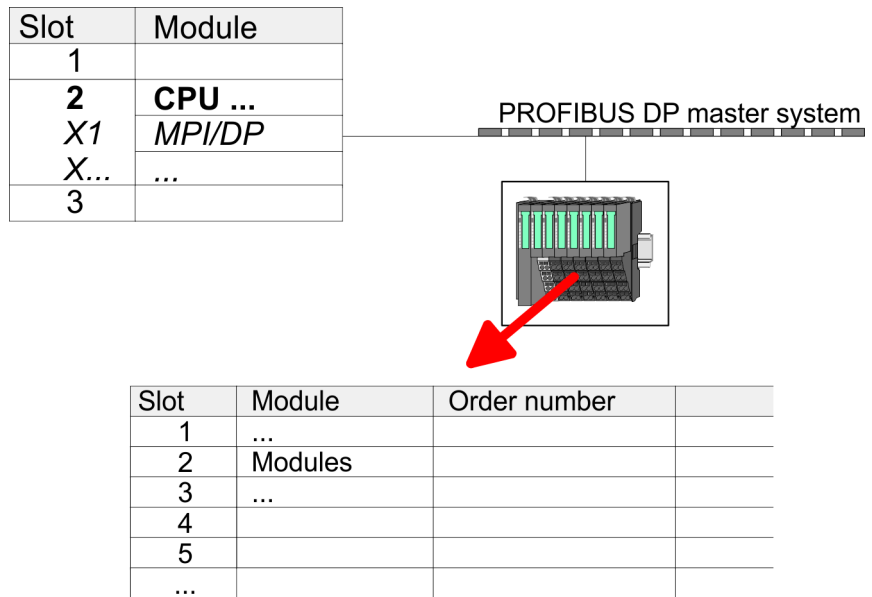 Slot Module
1
2 CPU ...
X1 MPI/DP
X... ...
3
PROFIBUS DP master system
Slot Module Order number
1 ...
2 Modules
3 ...
4
5
...